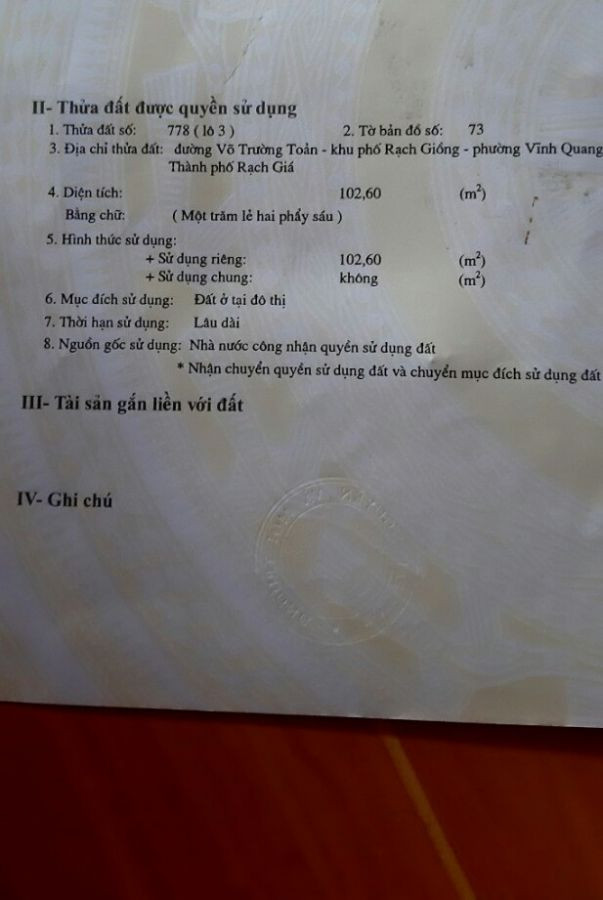 II- Thửa đất được quyền sử dụng
1. Thửa đất số: 778 ( lô 3 ) 2. Tờ bản đồ số: 73
3. Địa chỉ thửa đất: đường Võ Trường Toản - khu phố Rạch Giồng - phường Vĩnh Quang
Thành phố Rạch Giá
4. Diện tích: 102,60 (m²)
Bằng chữ: ( Một trăm lẻ hai phẩy sáu )
5. Hình thức sử dụng:
+ Sử dụng riêng: 102,60 (m²)
+ Sử dụng chung: không (m²)
6. Mục đích sử dụng: Đất ở tại đô thị
7. Thời hạn sử dụng: Lâu dài
8. Nguồn gốc sử dụng: Nhà nước công nhận quyền sử dụng đất
* Nhận chuyển quyền sử dụng đất và chuyển mục đích sử dụng đất
III- Tài sản gắn liền với đất
IV- Ghi chú